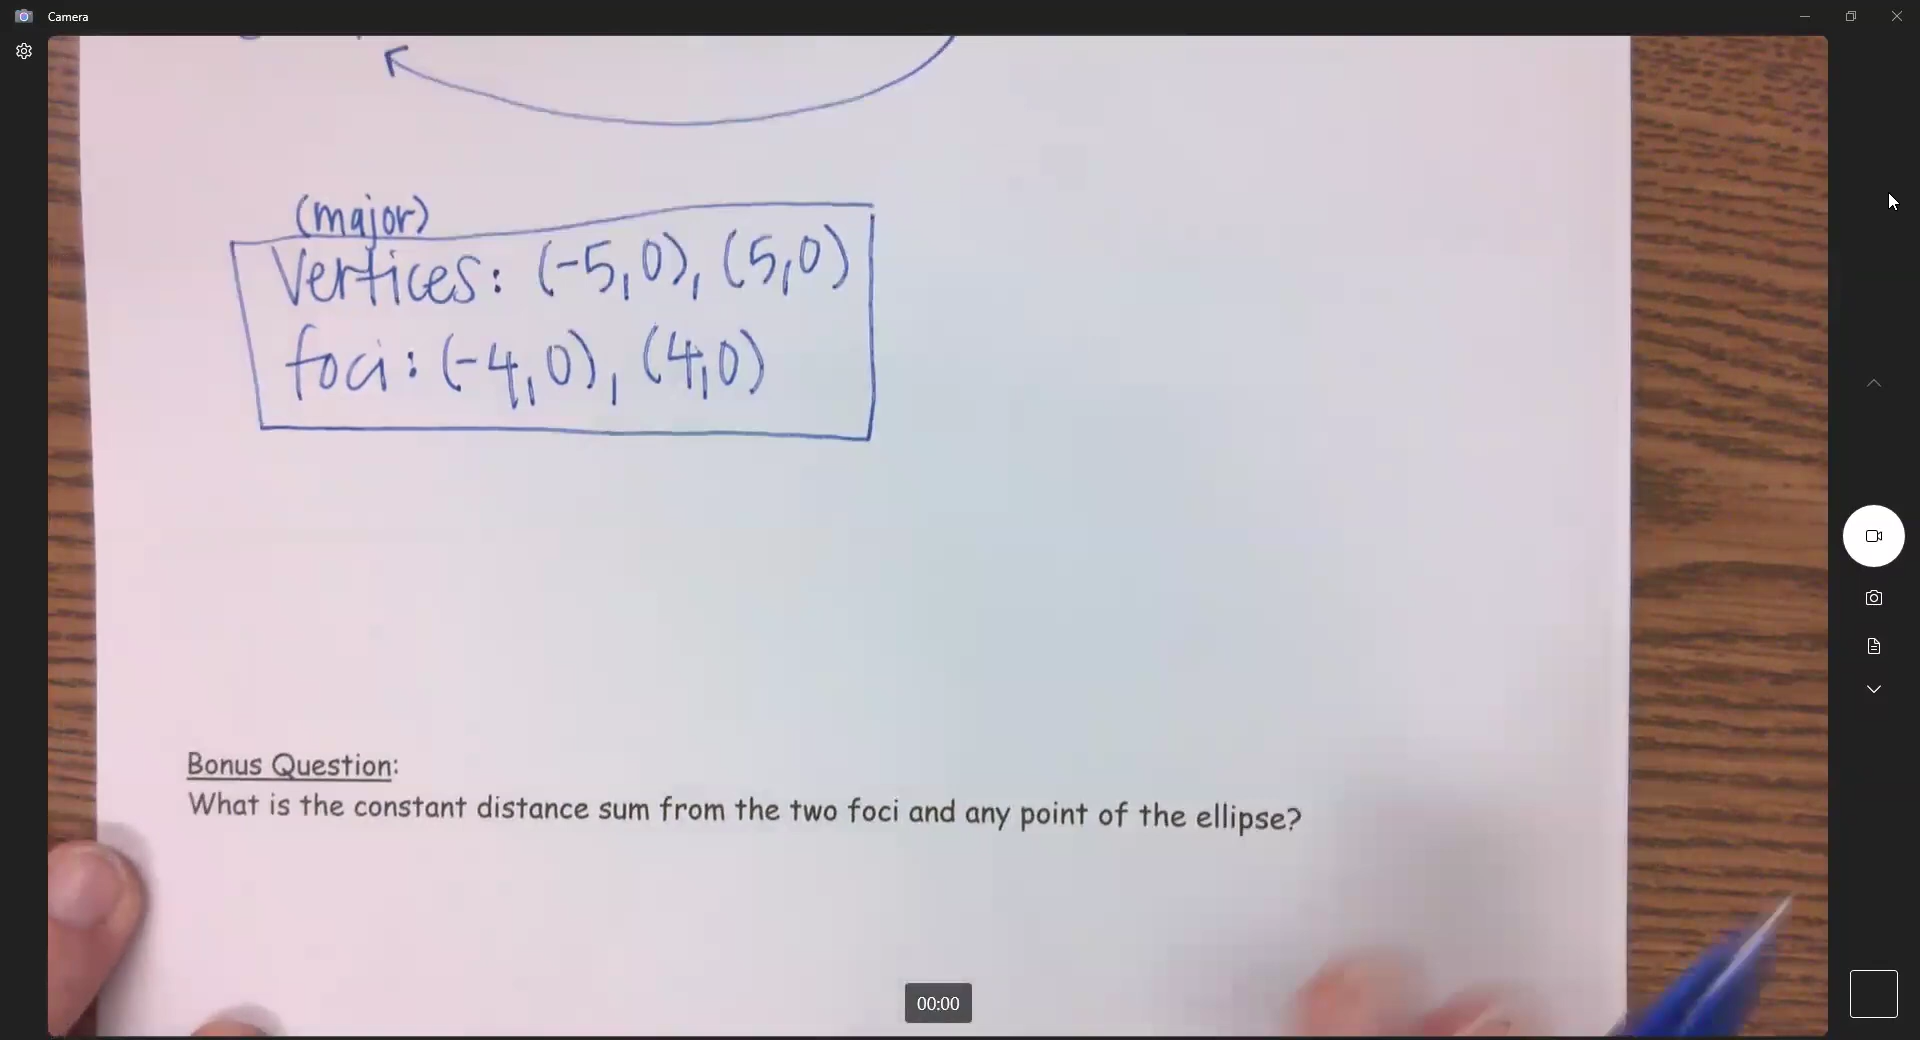 Camera
(major)
Vertices: (-5,0), (5,0)
foci: (-4,0), (4,0)
Bonus Question:
What is the constant distance sum from the two foci and any point of the ellipse?
00:00